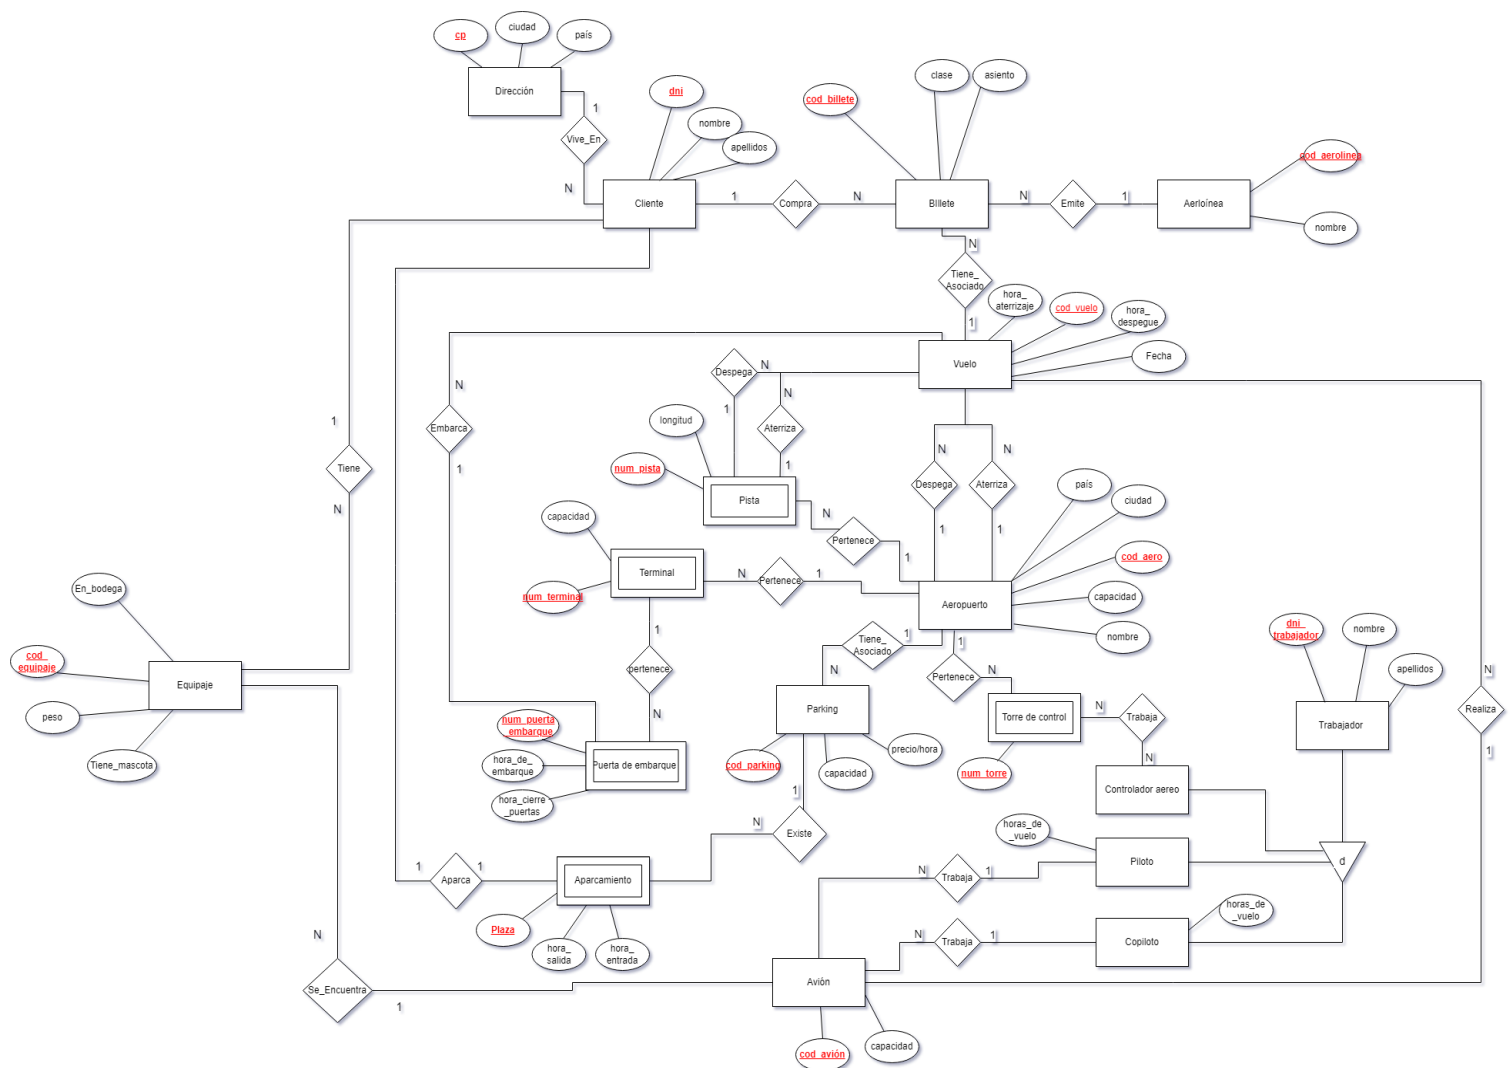 cp
ciudad
país
Dirección
1
Vive_En
N
dni
nombre
apellidos
Cliente
1
Compra
N
cod_billete
clase
asiento
BIllete
N
Emite
1
cod_aerolinea
Aerloínea
nombre
N
Tiene_
Asociado
1
hora_
aterrizaje
cod_vuelo
hora_
despegue
Fecha
Vuelo
N
Embarca
1
Despega
N
1
N
Aterriza
1
longitud
num_pista
Pista
N
Pertenece
1
N
Despega
1
N
Aterriza
1
país
ciudad
cod_aero
capacidad
nombre
Aeropuerto
capacidad
num_terminal
Terminal
N
Pertenece
1
1
pertenece
N
num_puerta
_embarque
hora_de_
embarque
hora_cierre
_puertas
Puerta de embarque
1
Tiene
N
En_bodega
cod_
equipaje
peso
Tiene_mascota
Equipaje
1
Tiene_
Asociado
N
Parking
cod_parking
capacidad
precio/hora
1
Existe
N
1
Pertenece
N
Torre de control
num_torre
N
Trabaja
N
Controlador aereo
dni_
trabajador
nombre
apellidos
Trabajador
N
Realiza
1
d
horas_de
_vuelo
Piloto
1
Trabaja
N
horas_de
_vuelo
Copiloto
1
Trabaja
N
1
Aparca
1
Aparcamiento
Plaza
hora_
salida
hora_
entrada
N
Se_Encuentra
1
Avión
cod_avión
capacidad